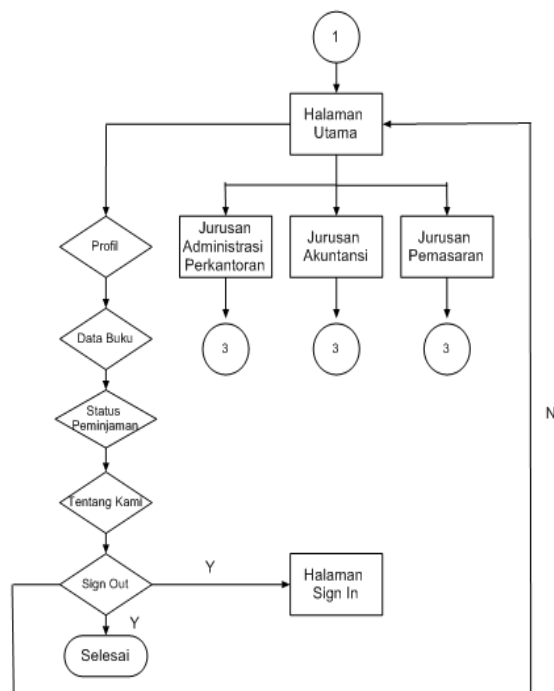 1
Halaman
Utama
Jurusan
Administrasi
Perkantoran
Jurusan
Akuntansi
Jurusan
Pemasaran
Profil
3
3
3
Data Buku
Status
Peminjaman
N
Tentang Kami
Sign Out
Y
Halaman
Sign In
Y
Selesai